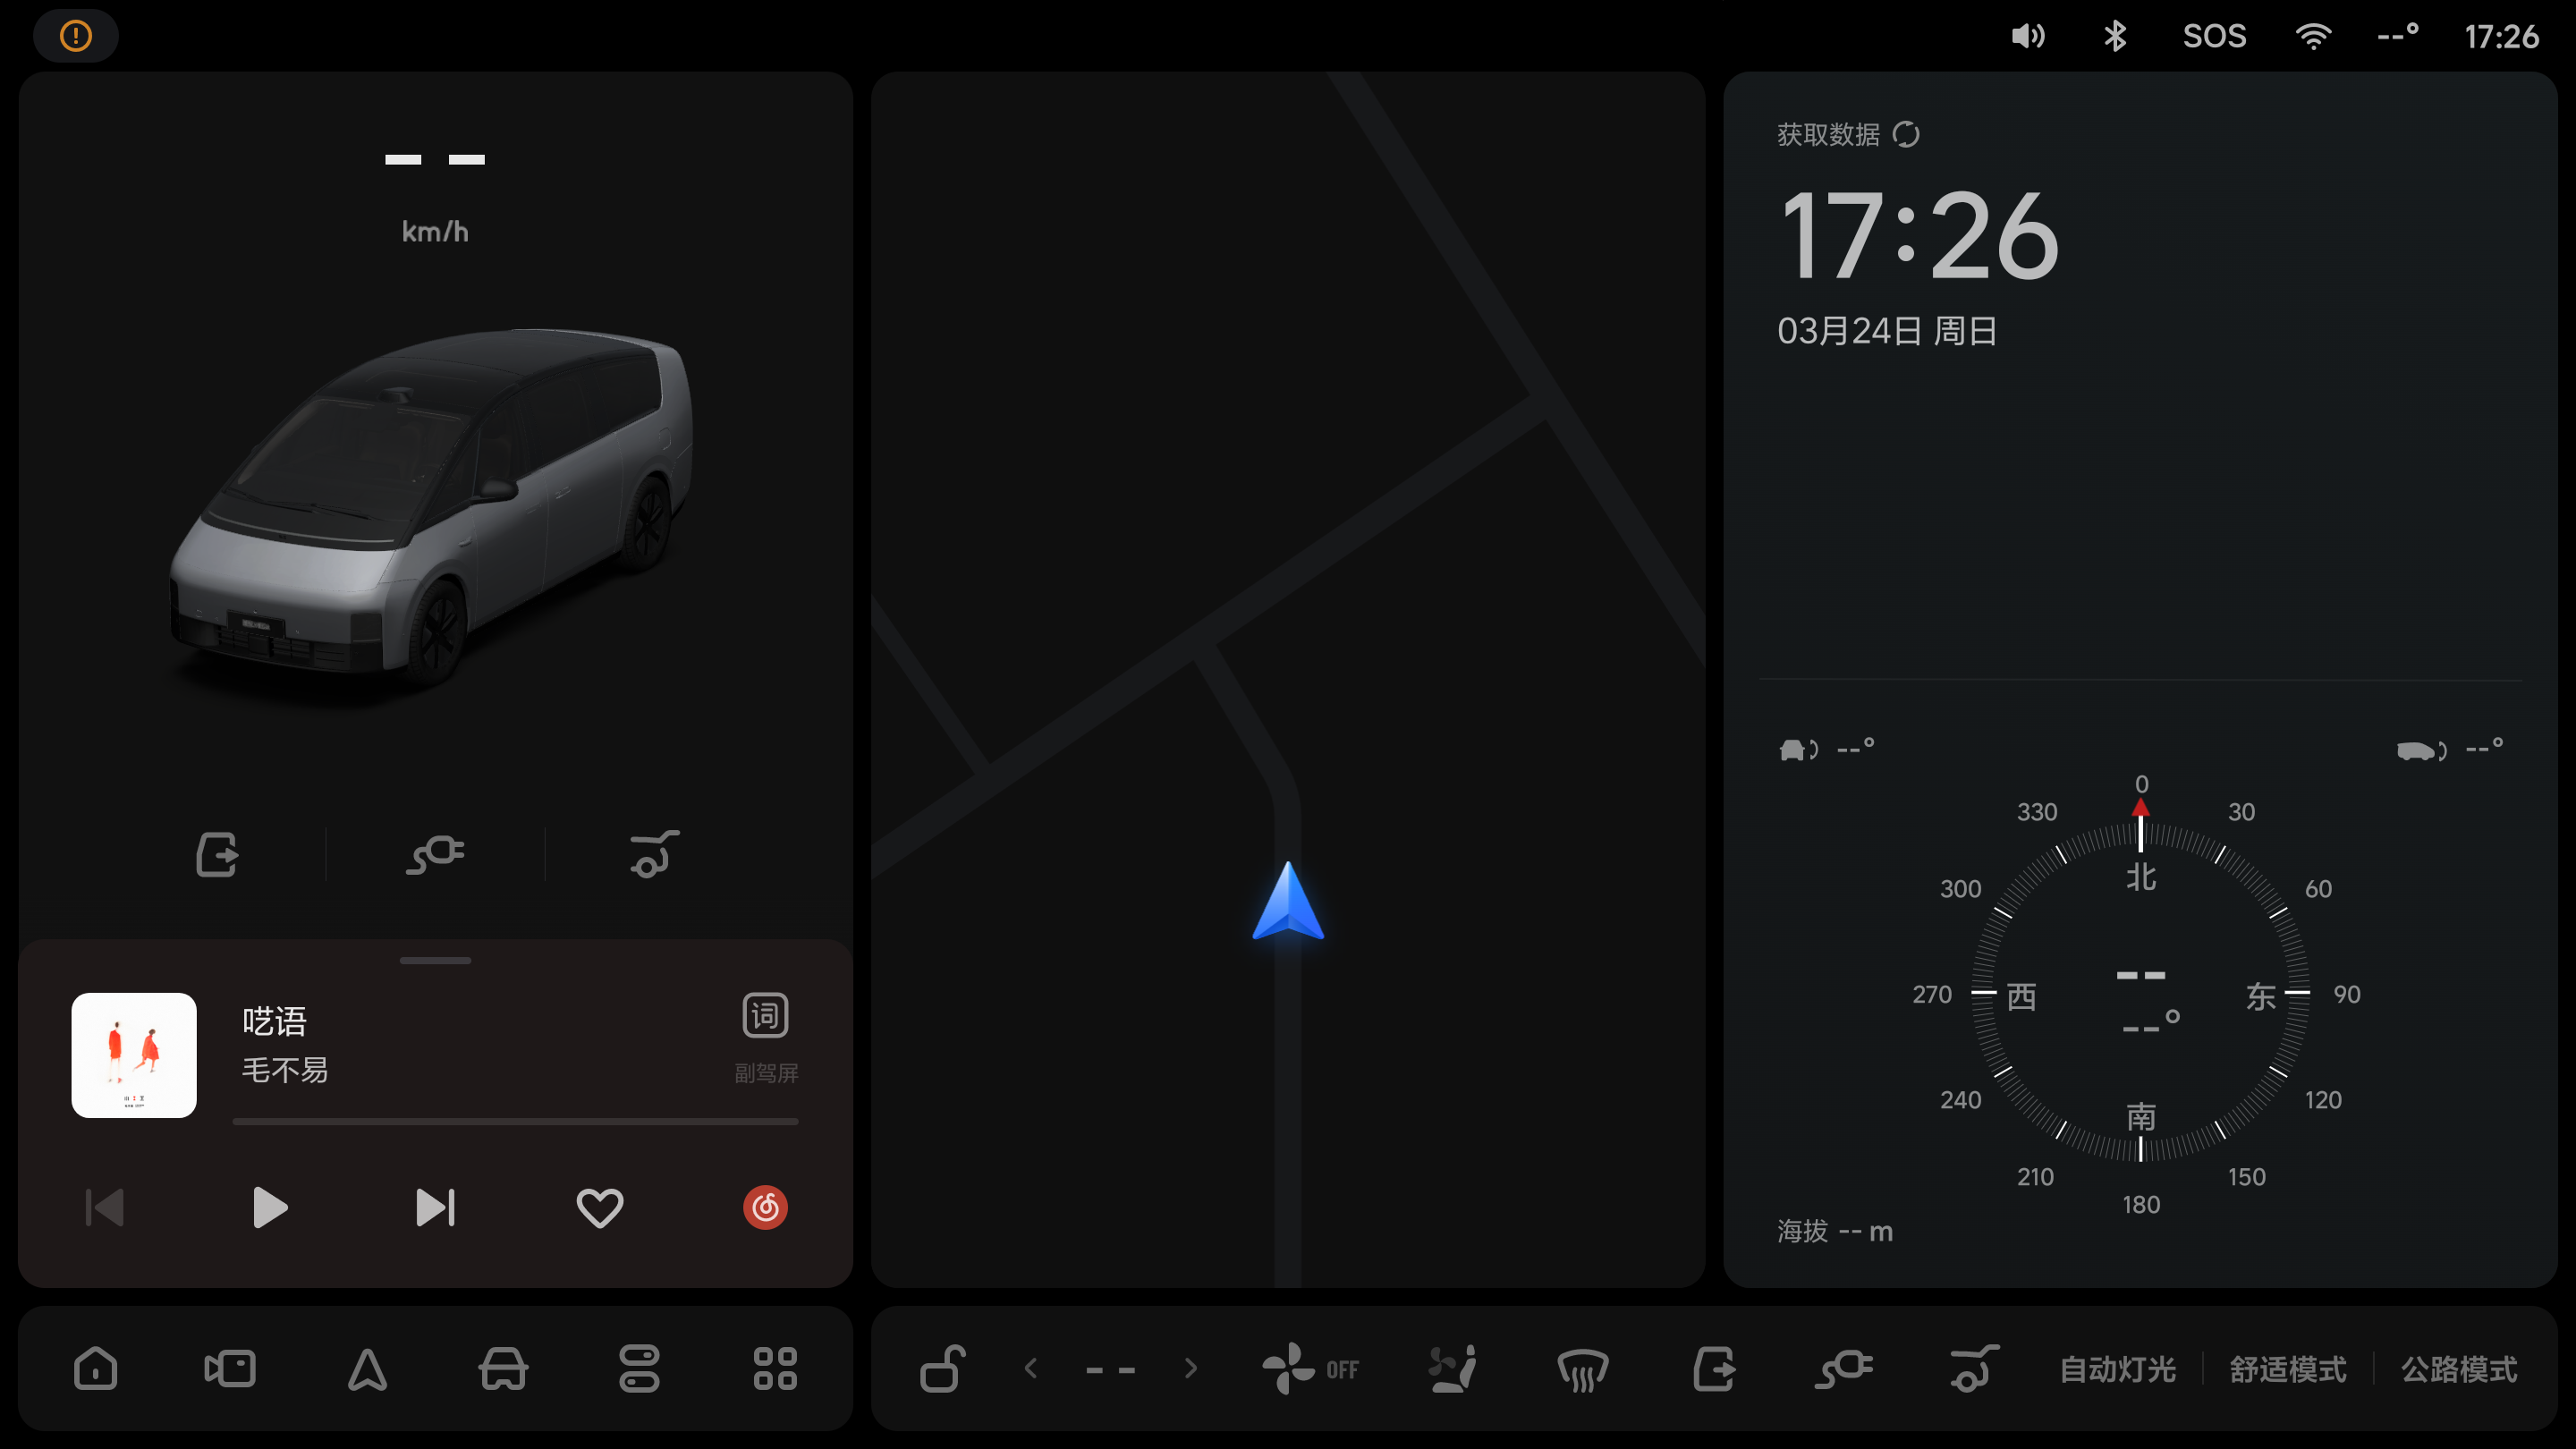 SOS
--°
17:26
-- 
km/h
呓语
毛不易
词
副驾屏
获取数据
17:26
03月24日 周日
--°
--°
0
30
60
90
120
150
180
210
240
270
300
330
北
东
南
西
--
--°
海拔 -- m
--
OFF
自动灯光
舒适模式
公路模式